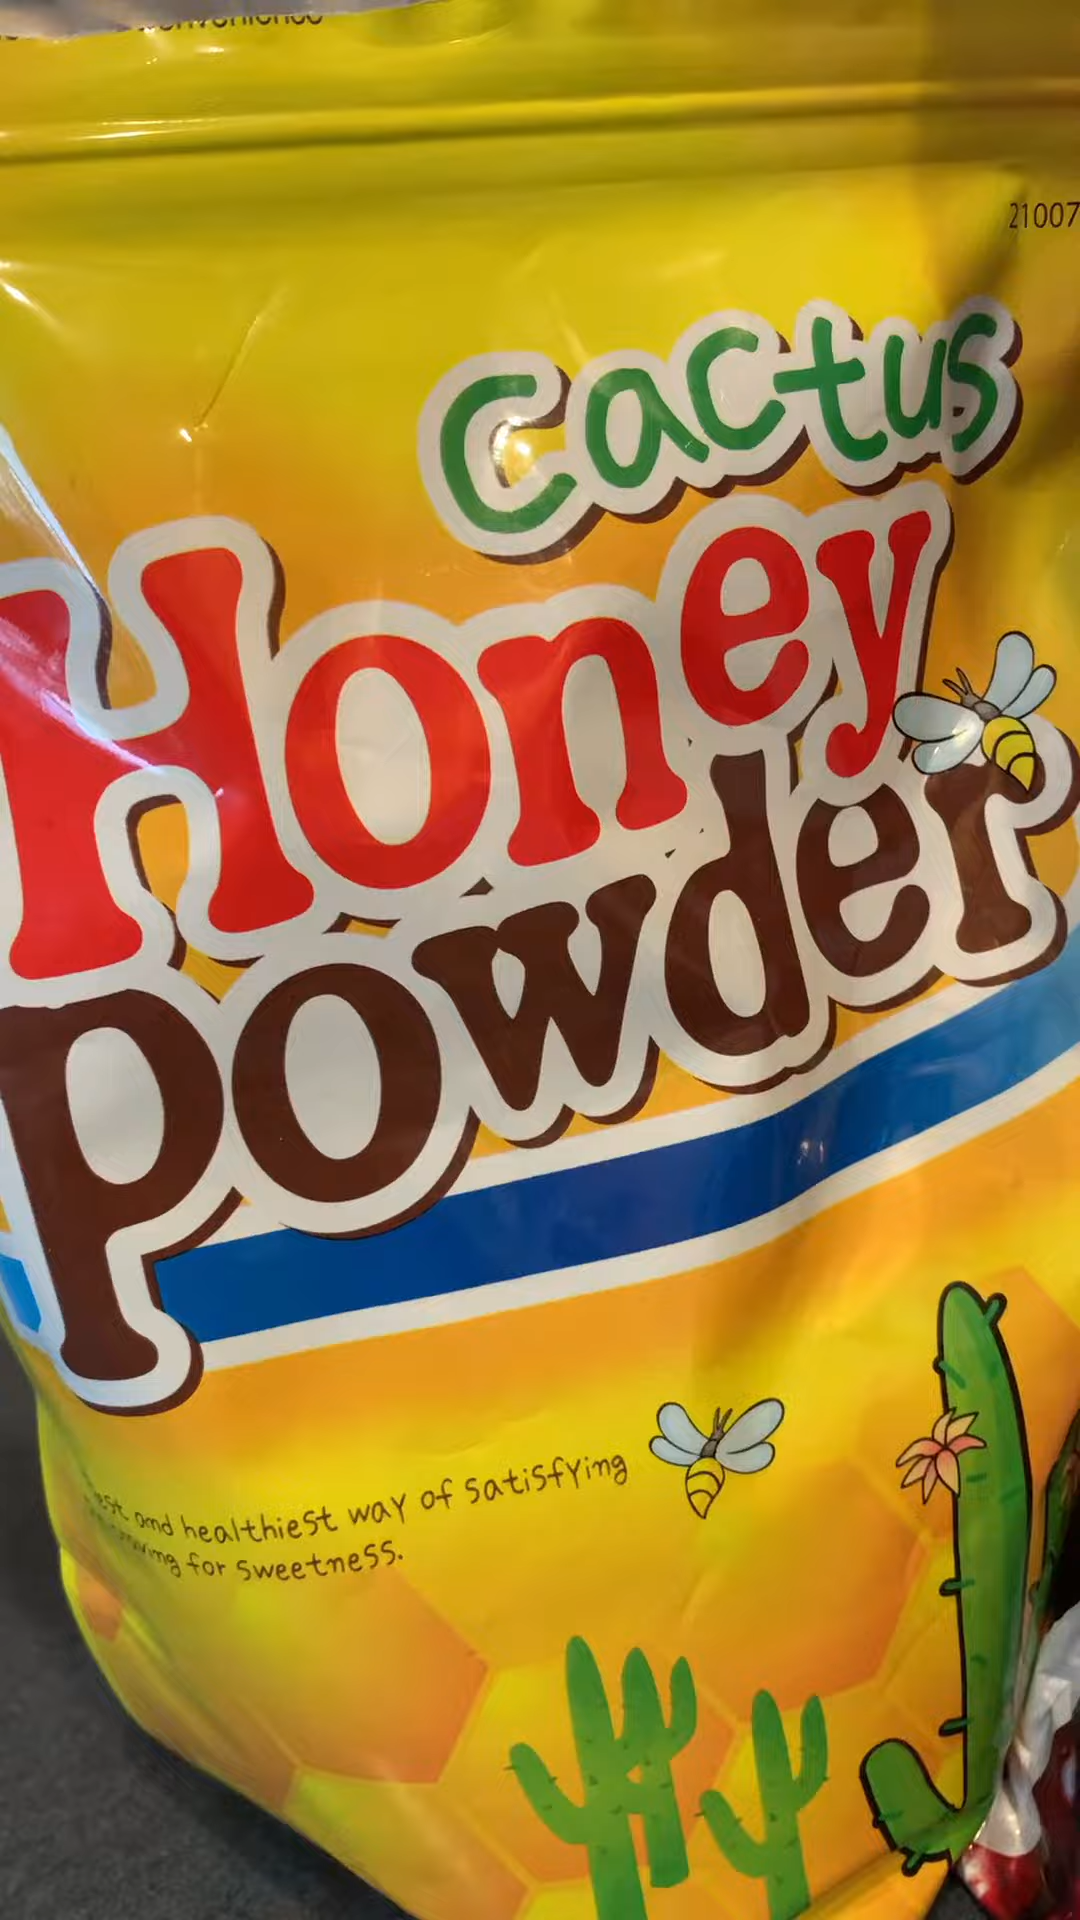 21007
Cactus
Honey
Powder
and healthiest way of satisfying
for sweetness.